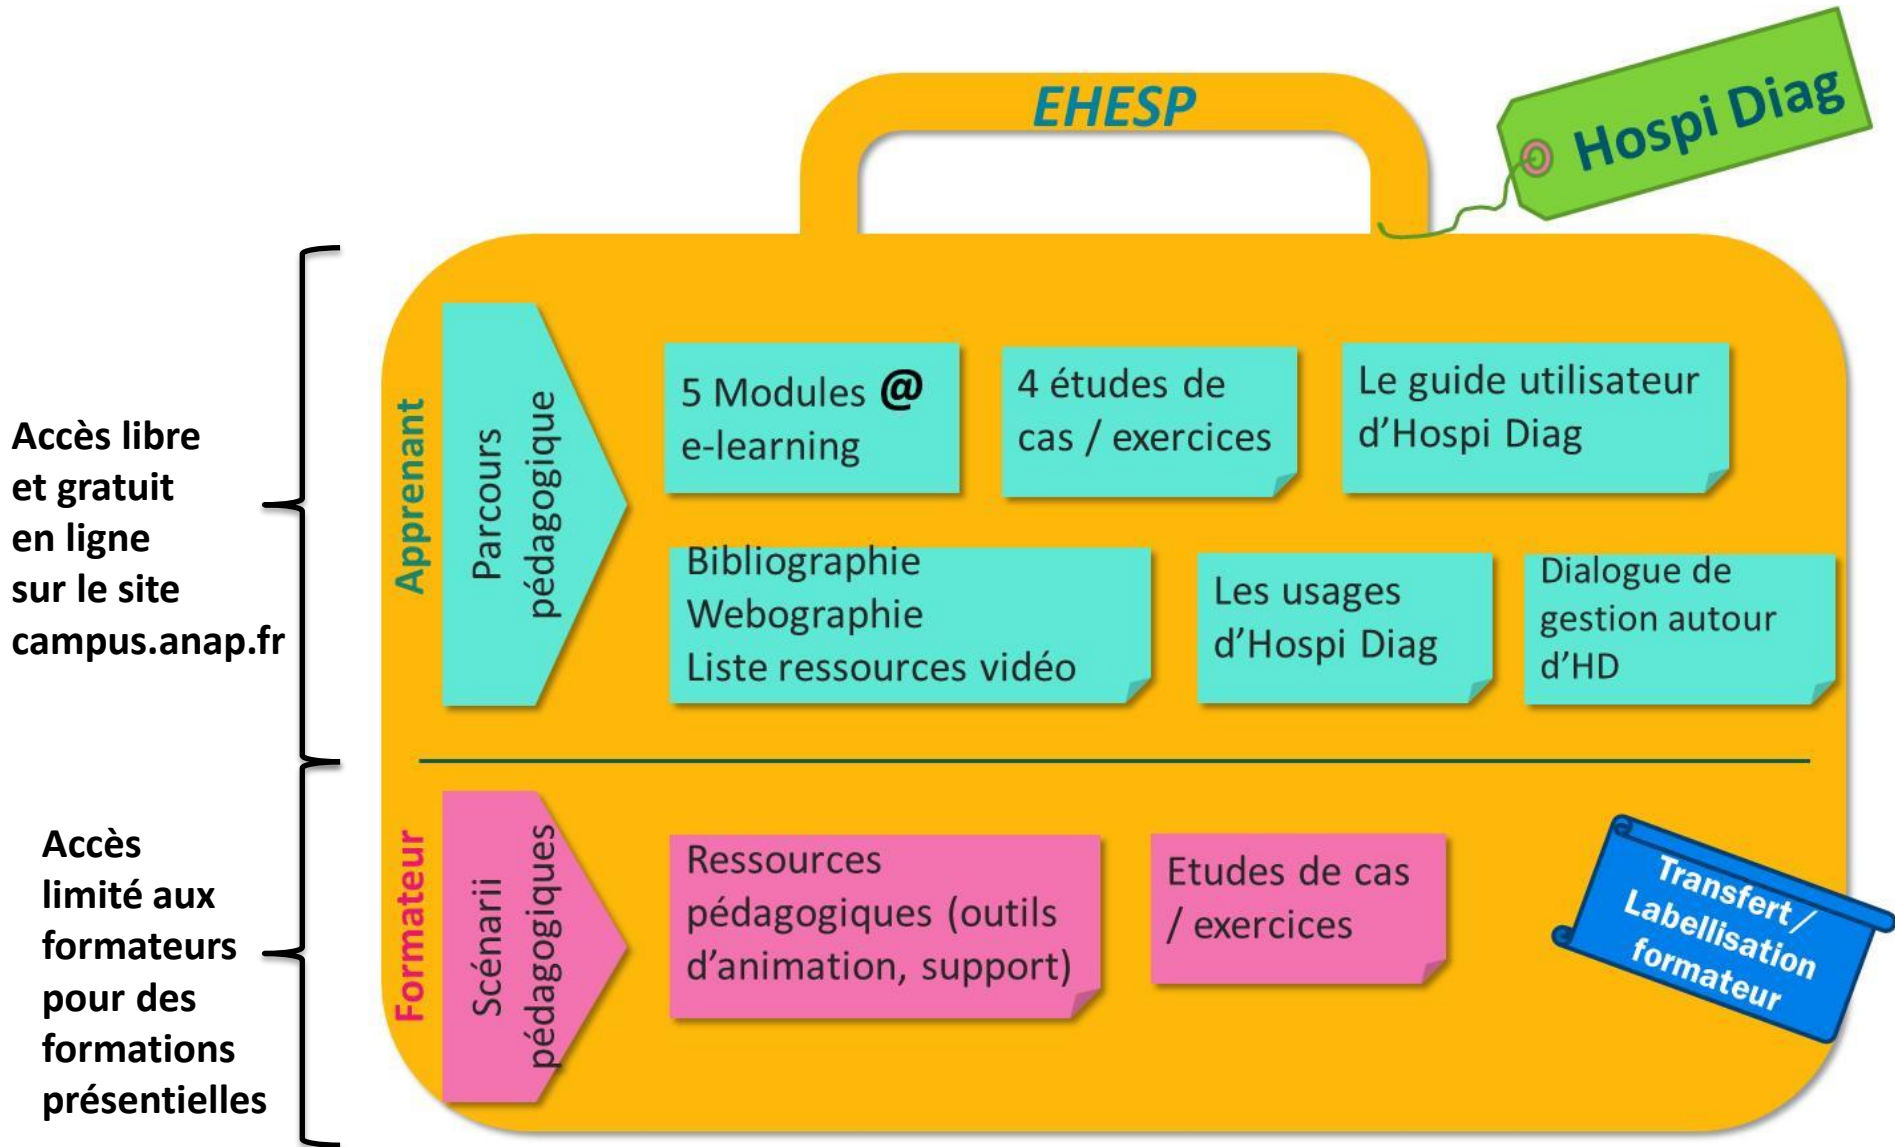 EHESP
Hospi Diag
Accès libre
et gratuit
en ligne
sur le site
campus.anap.fr
Apprenant
Parcours
pédagogique
5 Modules @
e-learning
4 études de
cas / exercices
Le guide utilisateur
d'Hospi Diag
Bibliographie
Webographie
Liste ressources vidéo
Les usages
d'Hospi Diag
Dialogue de
gestion autour
d'HD
Accès
limité aux
formateurs
pour des
formations
présentielles
Formateur
Scénarii
pédagogiques
Ressources
pédagogiques (outils
d'animation, support)
Etudes de cas
/ exercices
Transfert /
Labellisation
formateur